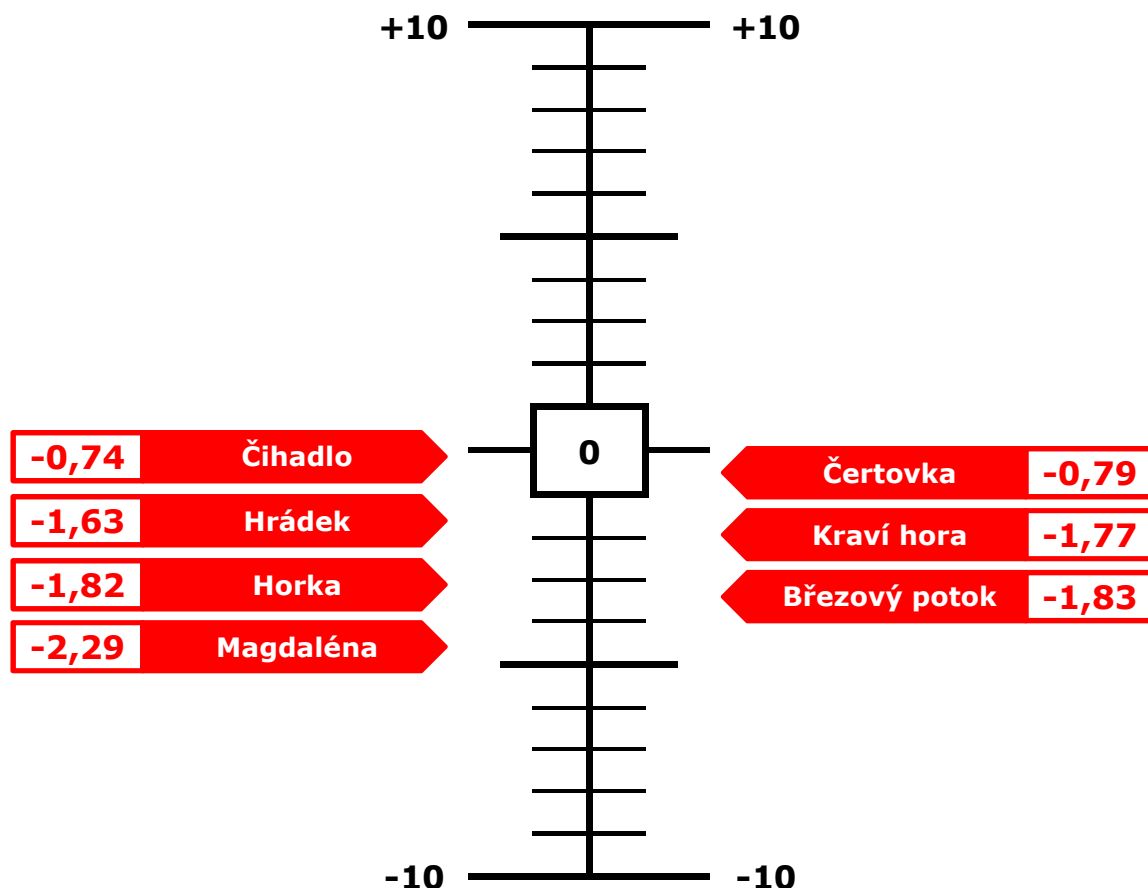 +10 +10
-0,74 Čihadlo
0
Čertovka -0,79
-1,63 Hrádek
Kraví hora -1,77
-1,82 Horka
Březový potok -1,83
-2,29 Magdaléna
-10 -10